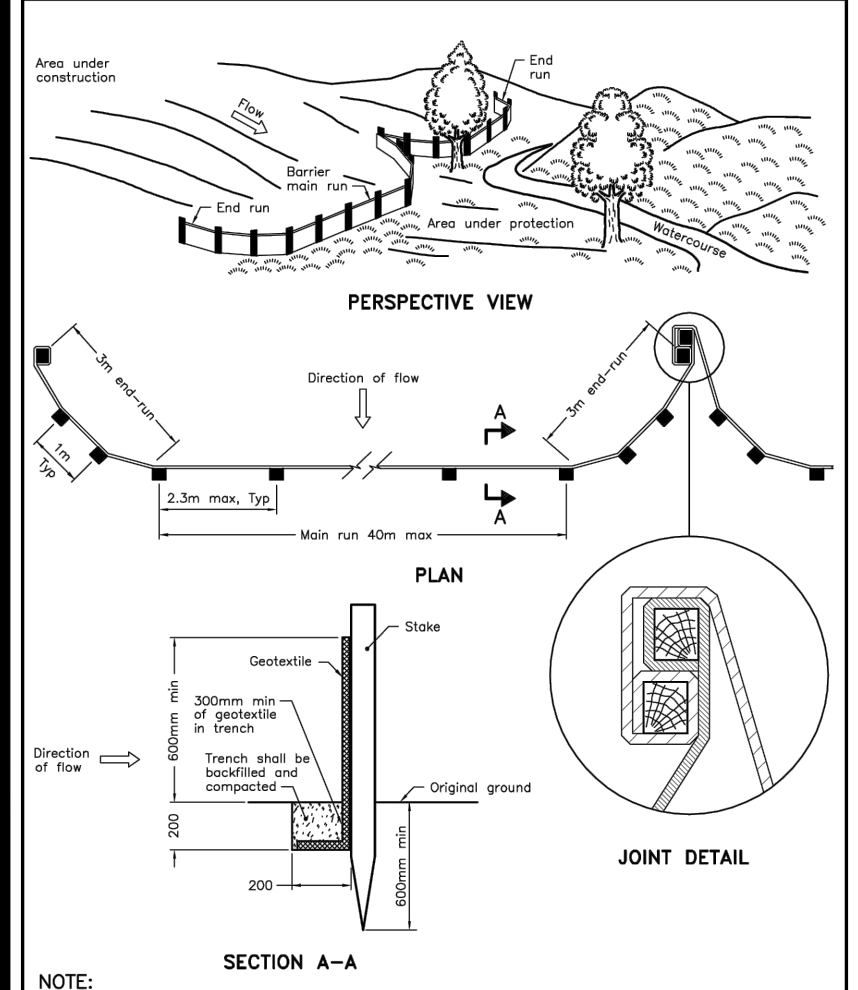 Area under
construction
Flow
End
run
Barrier
main run
End run
Area under protection
Watercourse
PERSPECTIVE VIEW
3m end-run
Direction of flow
3m end-run
A
1m
Typ
2.3m max, Typ
A
Main run 40m max
PLAN
Stake
Geotextile
600mm min
300mm min
of geotextile
in trench
Direction
of flow
Trench shall be
backfilled and
compacted
Original ground
200
600mm min
200
JOINT DETAIL
SECTION A-A
NOTE: